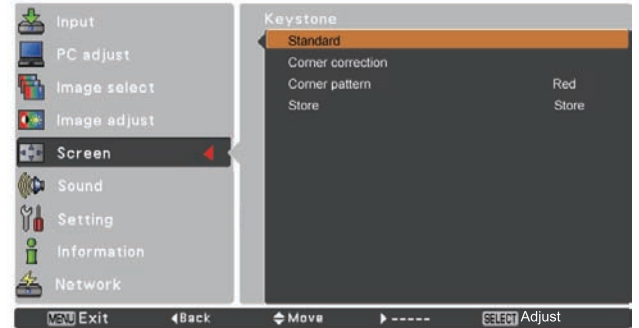 Input
PC adjust
Image select
Image adjust
Screen
Sound
Setting
Information
Network
Keystone
Standard
Corner correction
Corner pattern Red
Store Store
MENU Exit ◀Back Move ▶ ----- SELECT Adjust